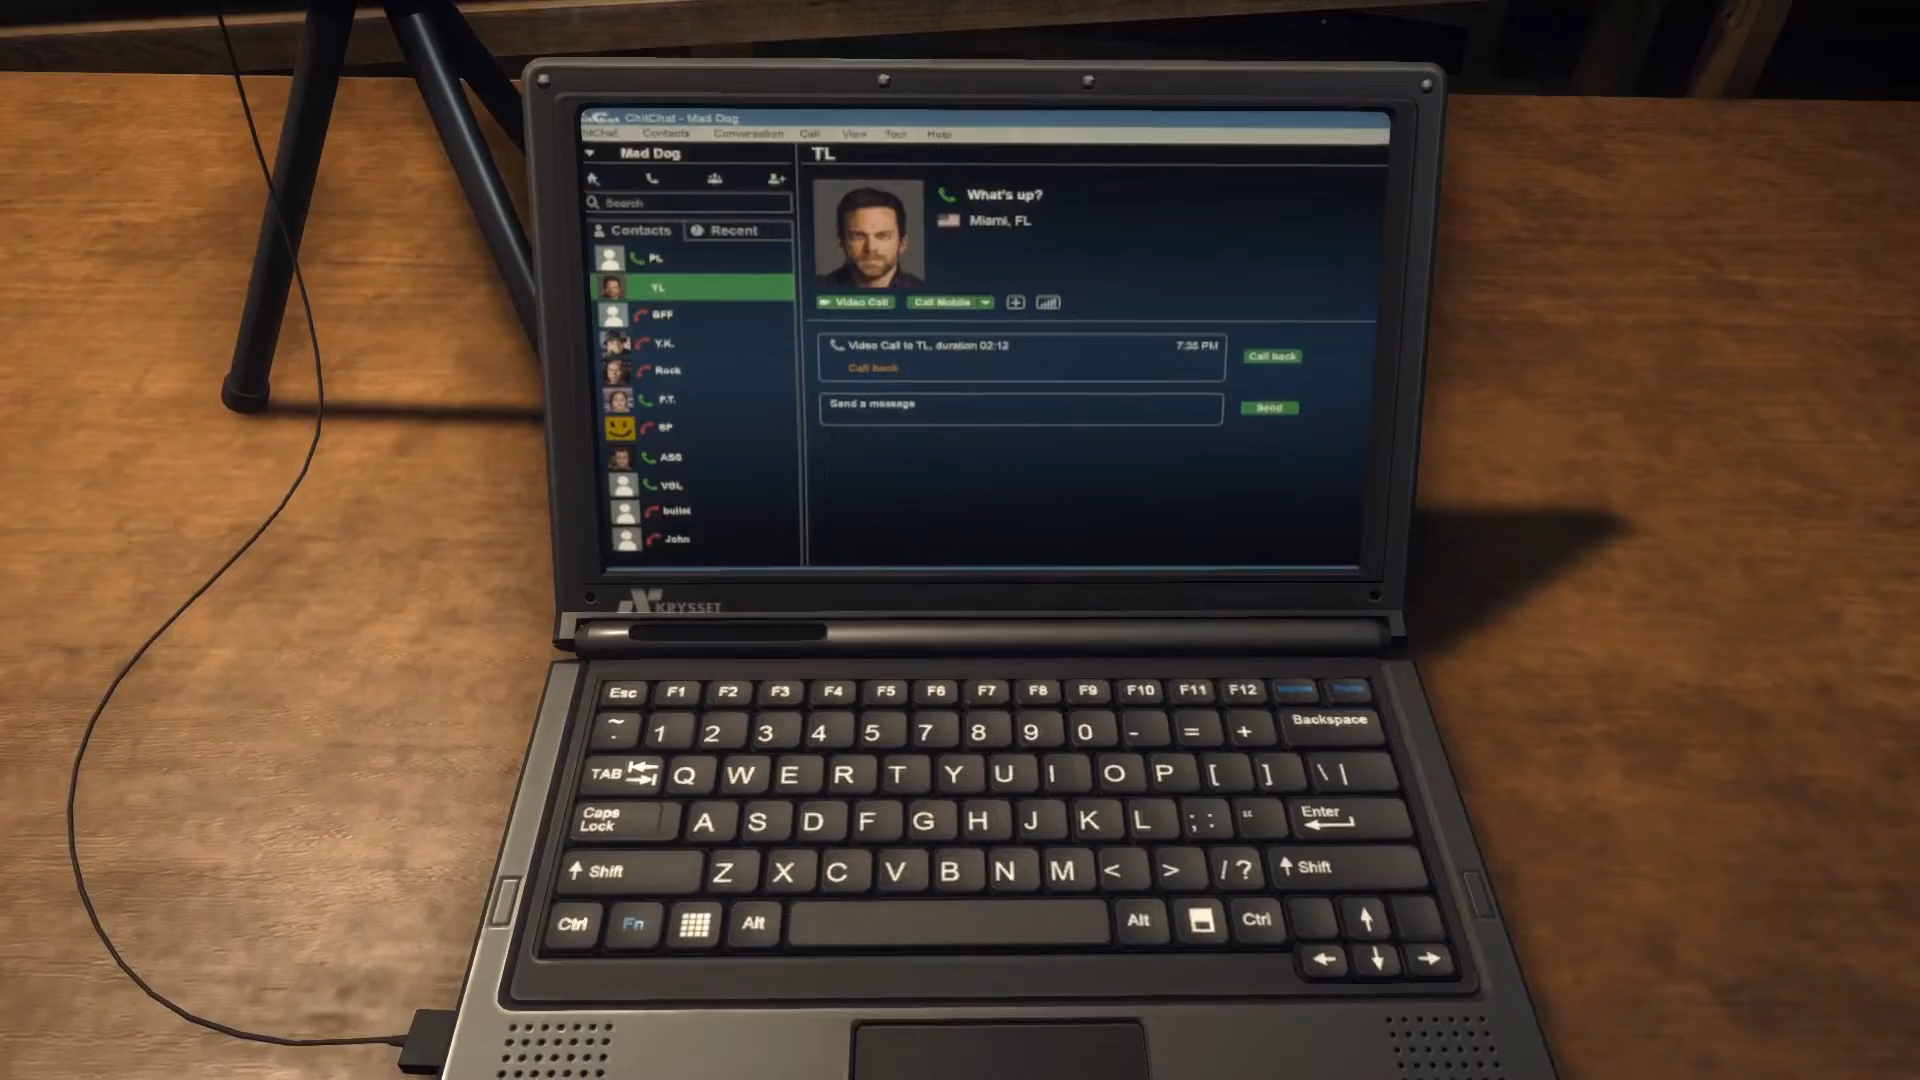 ChitChat - Mad Dog
hitChat Contacts Conversation Call View Tool Help
Mad Dog
Search
Contacts Recent
PL
TL
BFF
Y.K.
Rock
F.T.
SP
ASS
VGL
bullet
John
TL
What's up?
Miami, FL
Video Call Call Mobile
Video Call to TL, duration 02:12 7:35 PM
Call back
Call back
Send a message
Send
KRYSSET
Esc F1 F2 F3 F4 F5 F6 F7 F8 F9 F10 F11 F12
~ 1 2 3 4 5 6 7 8 9 0 - = + Backspace
TAB Q W E R T Y U I O P [ ] \ |
Caps Lock A S D F G H J K L ; : “ Enter
Shift Z X C V B N M < > / ? Shift
Ctrl Fn Alt Alt Ctrl